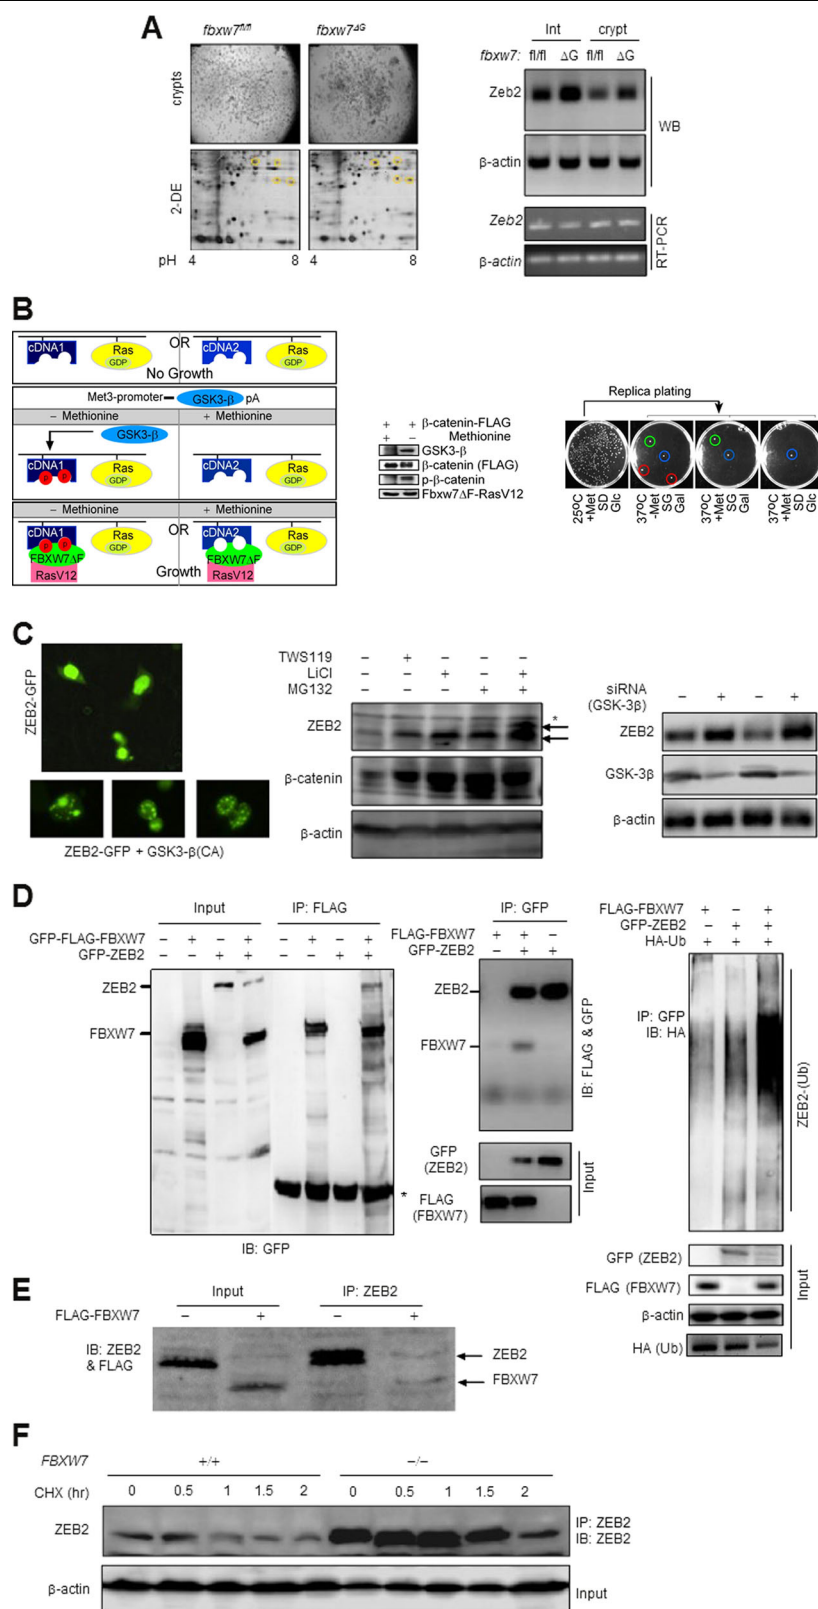 A
fbxw7fl/fl
fbxw7ΔG
crypts
2-DE
pH 4 8 4 8
Int crypt
fbxw7: fl/fl ΔG fl/fl ΔG
Zeb2
WB
β-actin
Zeb2
RT-PCR
β-actin
B
cDNA1 Ras GDP OR cDNA2 Ras GDP
No Growth
Met3-promoter GSK3-β pA
− Methionine + Methionine
GSK3-β
cDNA1 P P Ras GDP cDNA2 Ras GDP
− Methionine + Methionine
cDNA1 P P Ras GDP OR cDNA2 Ras GDP
FBXW7ΔF FBXW7ΔF
RasV12 Growth RasV12
+ + β-catenin-FLAG
+ − Methionine
GSK3-β
β-catenin (FLAG)
p-β-catenin
Fbxw7ΔF-RasV12
Replica plating
25ºC +Met SD Glc
37ºC -Met SG Gal
37ºC +Met SG Gal
37ºC +Met SD Glc
C
ZEB2-GFP
ZEB2-GFP + GSK3-β(CA)
TWS119 − + − − −
LiCl − − + − +
MG132 − − − + +
ZEB2 *
β-catenin
β-actin
siRNA (GSK-3β) − + − +
ZEB2
GSK-3β
β-actin
D
Input IP: FLAG
GFP-FLAG-FBXW7 − + − + − + − +
GFP-ZEB2 − − + + − − + +
ZEB2
FBXW7
*
IB: GFP
IP: GFP
FLAG-FBXW7 + + −
GFP-ZEB2 − + +
ZEB2
FBXW7
IB: FLAG & GFP
GFP (ZEB2)
FLAG (FBXW7)
Input
FLAG-FBXW7 + − +
GFP-ZEB2 − + +
HA-Ub + + +
IP: GFP
IB: HA
ZEB2-(Ub)
GFP (ZEB2)
FLAG (FBXW7)
β-actin
HA (Ub)
Input
E
Input IP: ZEB2
FLAG-FBXW7 − + − +
IB: ZEB2
& FLAG
ZEB2
FBXW7
F
FBXW7 +/+ −/−
CHX (hr) 0 0.5 1 1.5 2 0 0.5 1 1.5 2
ZEB2
IP: ZEB2
IB: ZEB2
β-actin
Input